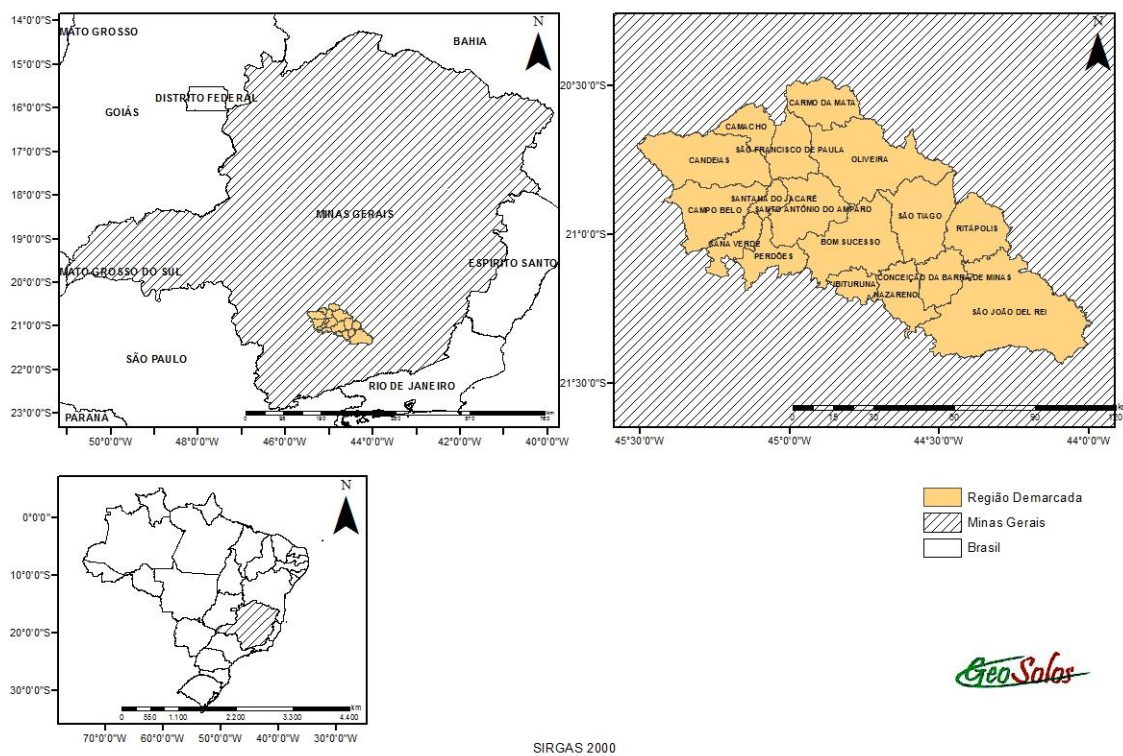 N
14°0'0"S
15°0'0"S
16°0'0"S
17°0'0"S
18°0'0"S
19°0'0"S
20°0'0"S
21°0'0"S
22°0'0"S
23°0'0"S
MATO GROSSO
BAHIA
DISTRITO FEDERAL
GOIÁS
MINAS GERAIS
MATO GROSSO DO SUL
ESPÍRITO SANTO
SÃO PAULO
RIO DE JANEIRO
PARANÁ
km
50°0'0"W 48°0'0"W 46°0'0"W 44°0'0"W 42°0'0"W 40°0'0"W
N
20°30'0"S
21°0'0"S
21°30'0"S
CARMO DA MATA
CAMACHO
SÃO FRANCISCO DE PAULA
CANDEIAS
OLIVEIRA
SANTANA DO JACARÉ
CAMPO BELO
SANTO ANTÔNIO DO AMPARO
SÃO TIAGO
RITÁPOLIS
BOM SUCESSO
PERDÕES
IBITURUNA
CONCEIÇÃO DA BARRA DE MINAS
NAZARENO
SÃO JOÃO DEL REI
0 15 30 60 90 120
45°30'0"W 45°0'0"W 44°30'0"W 44°0'0"W
N
0°0'0"
10°0'0"S
20°0'0"S
30°0'0"S
km
0 550 1.100 2.200 3.300 4.400
70°0'0"W 60°0'0"W 50°0'0"W 40°0'0"W 30°0'0"W
Região Demarcada
Minas Gerais
Brasil
GeoSolos
SIRGAS 2000